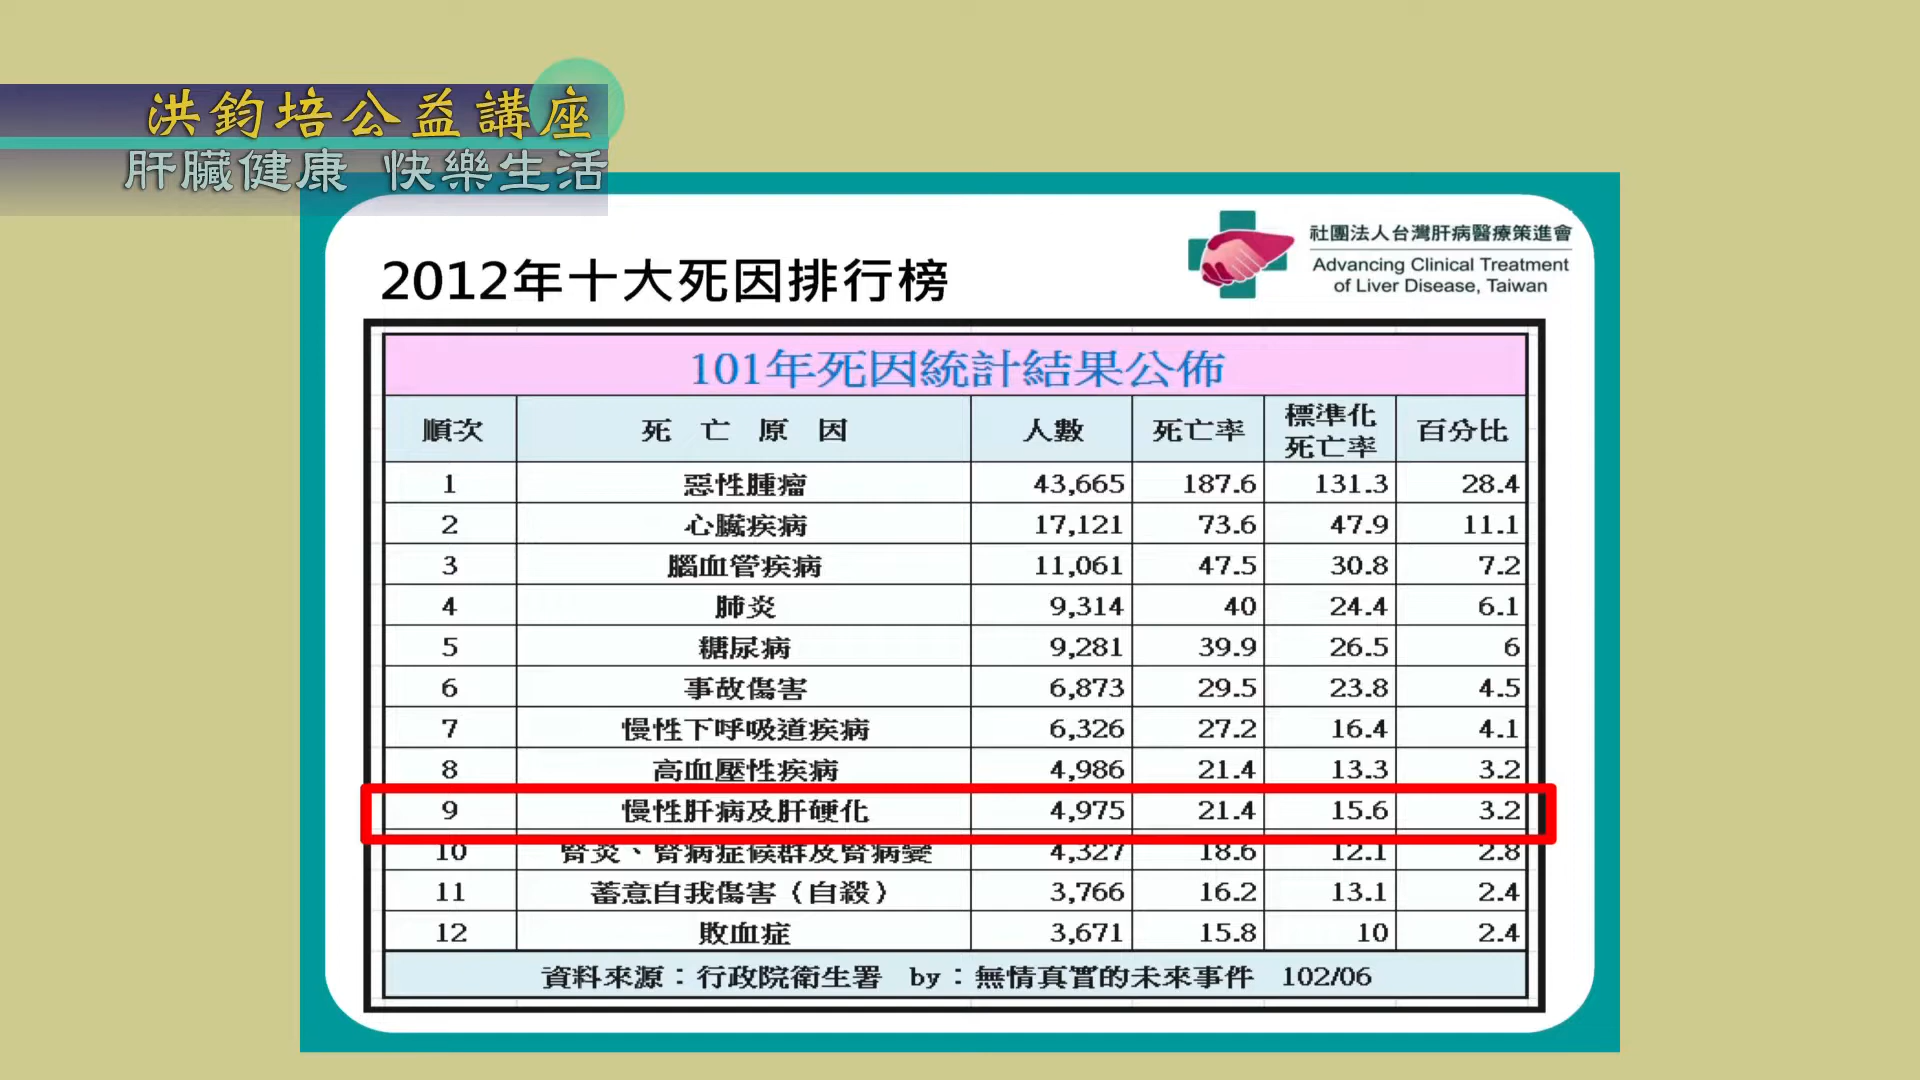 洪鈞培公益講座
肝臟健康 快樂生活
社團法人台灣肝病醫療策進會
Advancing Clinical Treatment
of Liver Disease, Taiwan
2012年十大死因排行榜
101年死因統計結果公佈
順次 死亡原因 人數 死亡率 標準化死亡率 百分比
1 惡性腫瘤 43,665 187.6 131.3 28.4
2 心臟疾病 17,121 73.6 47.9 11.1
3 腦血管疾病 11,061 47.5 30.8 7.2
4 肺炎 9,314 40 24.4 6.1
5 糖尿病 9,281 39.9 26.5 6
6 事故傷害 6,873 29.5 23.8 4.5
7 慢性下呼吸道疾病 6,326 27.2 16.4 4.1
8 高血壓性疾病 4,986 21.4 13.3 3.2
9 慢性肝病及肝硬化 4,975 21.4 15.6 3.2
10 腎炎、腎病症候群及腎病變 4,327 18.6 12.1 2.8
11 蓄意自我傷害（自殺） 3,766 16.2 13.1 2.4
12 敗血症 3,671 15.8 10 2.4
資料來源：行政院衛生署 by：無情真實的未來事件 102/06